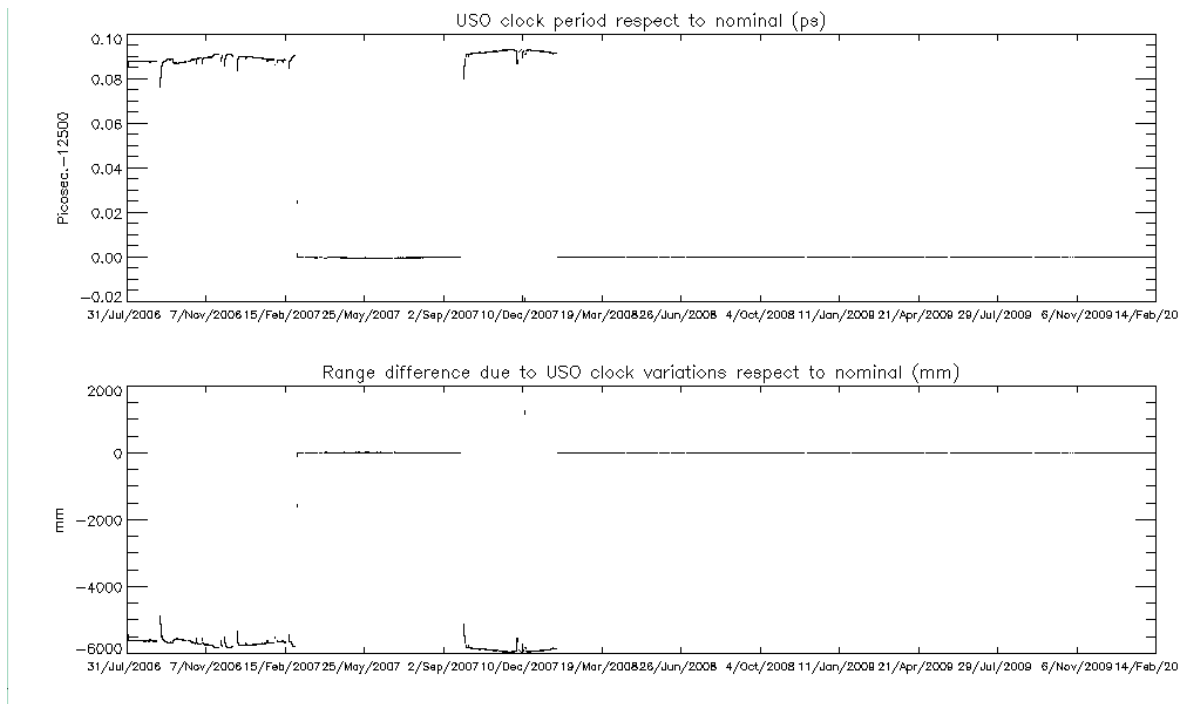 USO clock period respect to nominal (ps)
0.10
0.08
0.06
0.04
0.02
0.00
−0.02
Picosec.−12500
31/Jul/2006 7/Nov/2006 15/Feb/2007 25/May/2007 2/Sep/2007 10/Dec/2007 19/Mar/2008 26/Jun/2008 4/Oct/2008 11/Jan/2009 21/Apr/2009 29/Jul/2009 6/Nov/2009 14/Feb/20
Range difference due to USO clock variations respect to nominal (mm)
2000
0
−2000
−4000
−6000
mm
31/Jul/2006 7/Nov/2006 15/Feb/2007 25/May/2007 2/Sep/2007 10/Dec/2007 19/Mar/2008 26/Jun/2008 4/Oct/2008 11/Jan/2009 21/Apr/2009 29/Jul/2009 6/Nov/2009 14/Feb/20